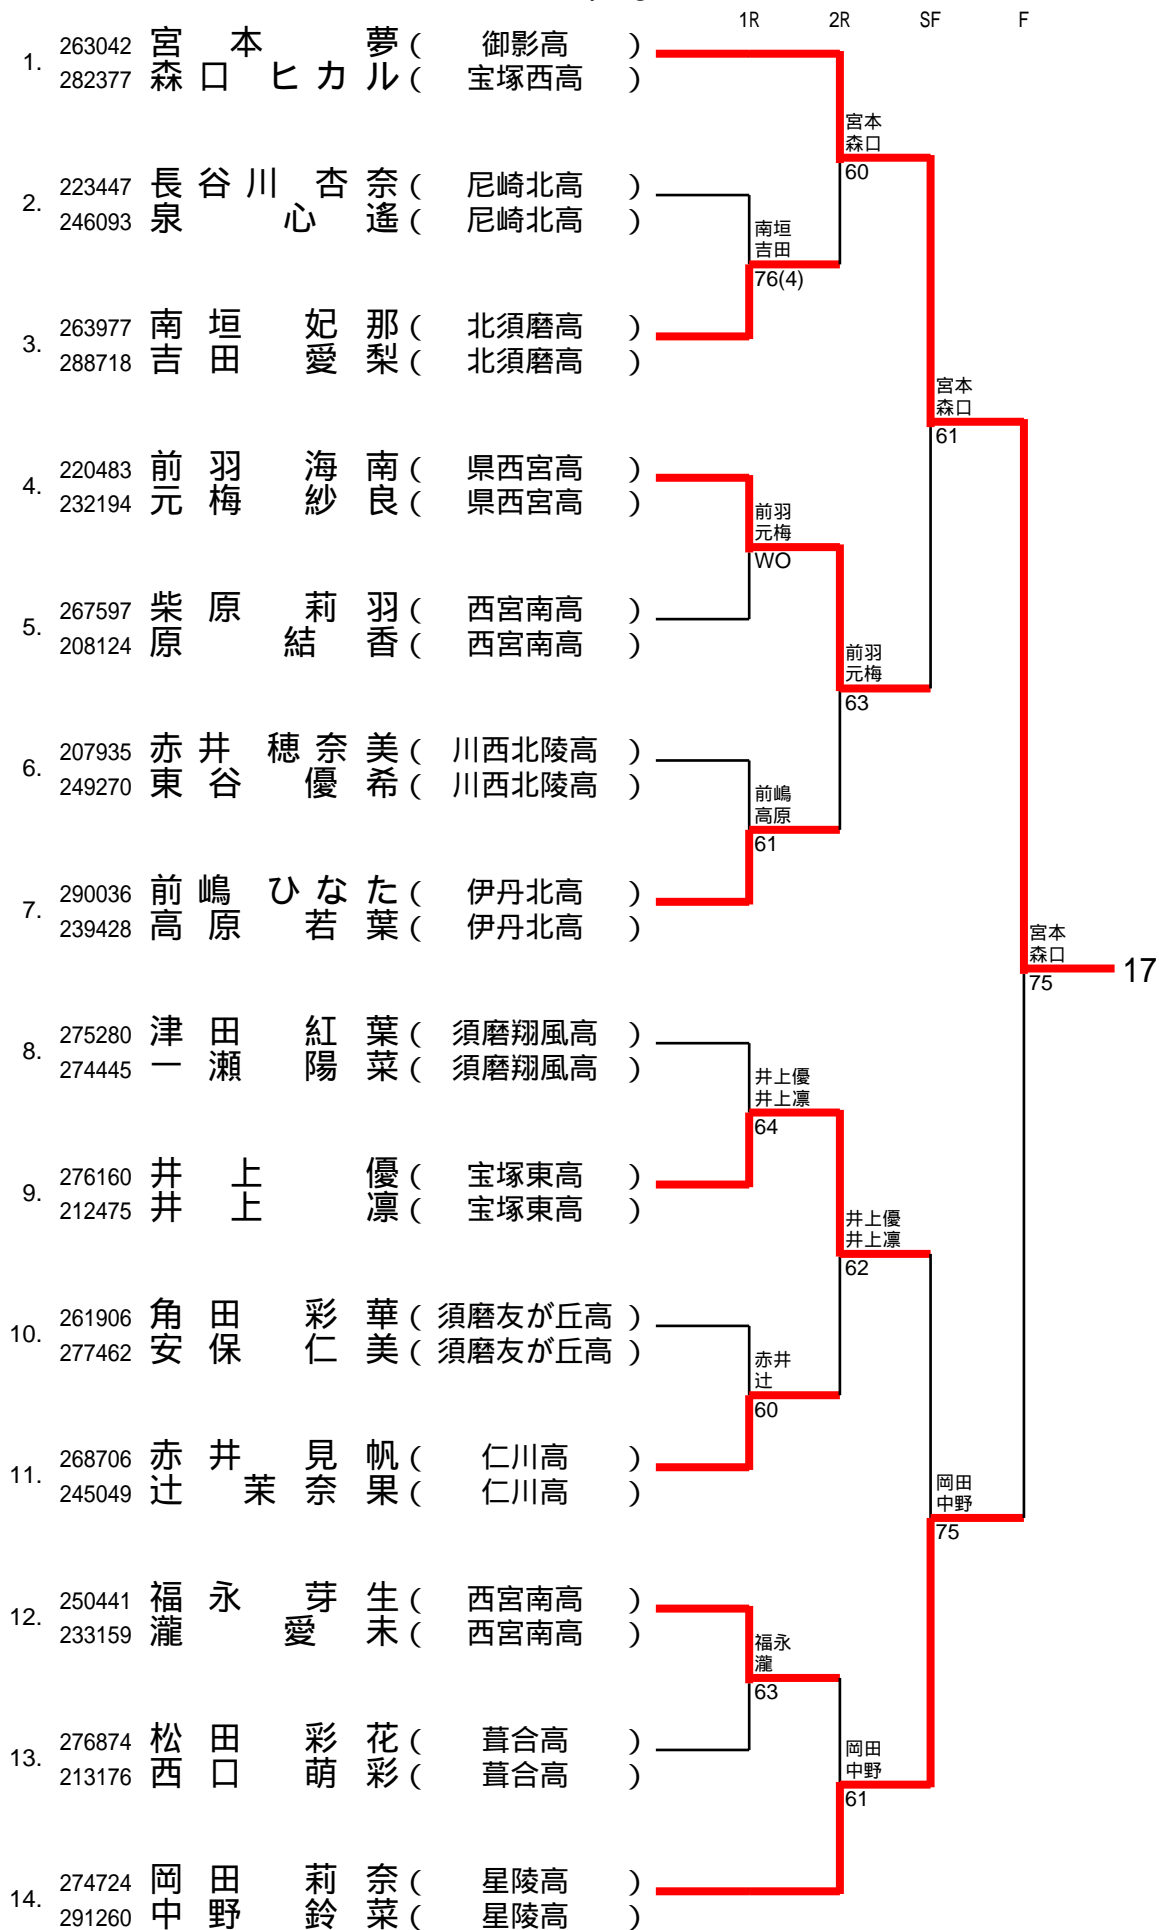 1R 2R SF F
1. 263042 宮本 夢 ( 御影高 )
282377 森口 ヒカル ( 宝塚西高 )
宮本
森口
60
2. 223447 長谷川 杏奈 ( 尼崎北高 )
246093 泉 心遙 ( 尼崎北高 )
南垣
吉田
76(4)
3. 263977 南垣 妃那 ( 北須磨高 )
288718 吉田 愛梨 ( 北須磨高 )
宮本
森口
61
4. 220483 前羽 海南 ( 県西宮高 )
232194 元梅 紗良 ( 県西宮高 )
前羽
元梅
WO
5. 267597 柴原 莉羽 ( 西宮南高 )
208124 原 結香 ( 西宮南高 )
前羽
元梅
63
6. 207935 赤井 穂奈美 ( 川西北陵高 )
249270 東谷 優希 ( 川西北陵高 )
前嶋
高原
61
7. 290036 前嶋 ひなた ( 伊丹北高 )
239428 高原 若葉 ( 伊丹北高 )
宮本
森口
75
17
8. 275280 津田 紅葉 ( 須磨翔風高 )
274445 一瀬 陽菜 ( 須磨翔風高 )
井上優
井上凛
64
9. 276160 井上 優 ( 宝塚東高 )
212475 井上 凛 ( 宝塚東高 )
井上優
井上凛
62
10. 261906 角田 彩華 ( 須磨友が丘高 )
277462 安保 仁美 ( 須磨友が丘高 )
赤井
辻
60
11. 268706 赤井 見帆 ( 仁川高 )
245049 辻 茉奈果 ( 仁川高 )
岡田
中野
75
12. 250441 福永 芽生 ( 西宮南高 )
233159 瀧 愛未 ( 西宮南高 )
福永
瀧
63
13. 276874 松田 彩花 ( 葺合高 )
213176 西口 萌彩 ( 葺合高 )
岡田
中野
61
14. 274724 岡田 莉奈 ( 星陵高 )
291260 中野 鈴菜 ( 星陵高 )